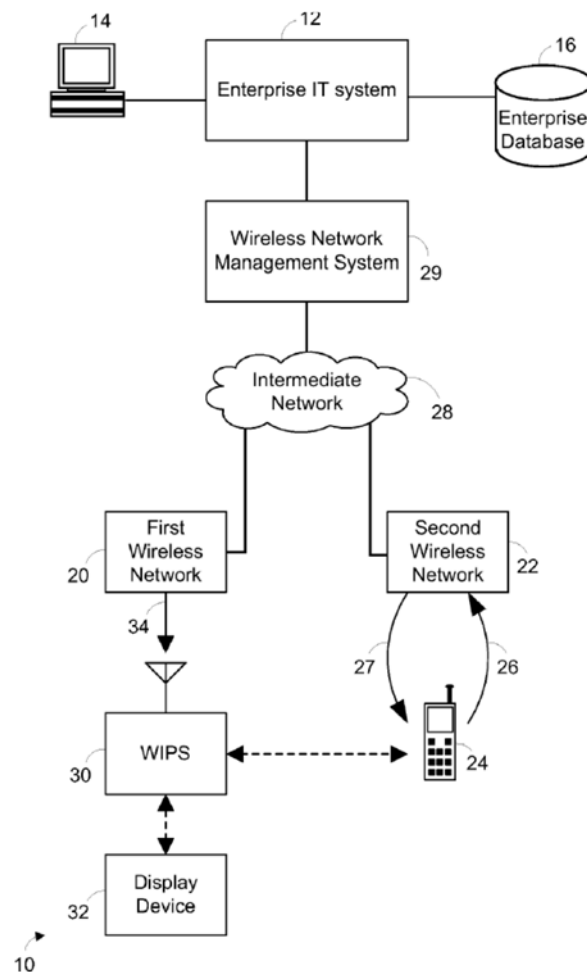 14
12
16
Enterprise IT system
Enterprise
Database
Wireless Network
Management System
29
Intermediate
Network
28
First
Wireless
Network
20
Second
Wireless
Network
22
34
27
26
WIPS
30
24
Display
Device
32
10